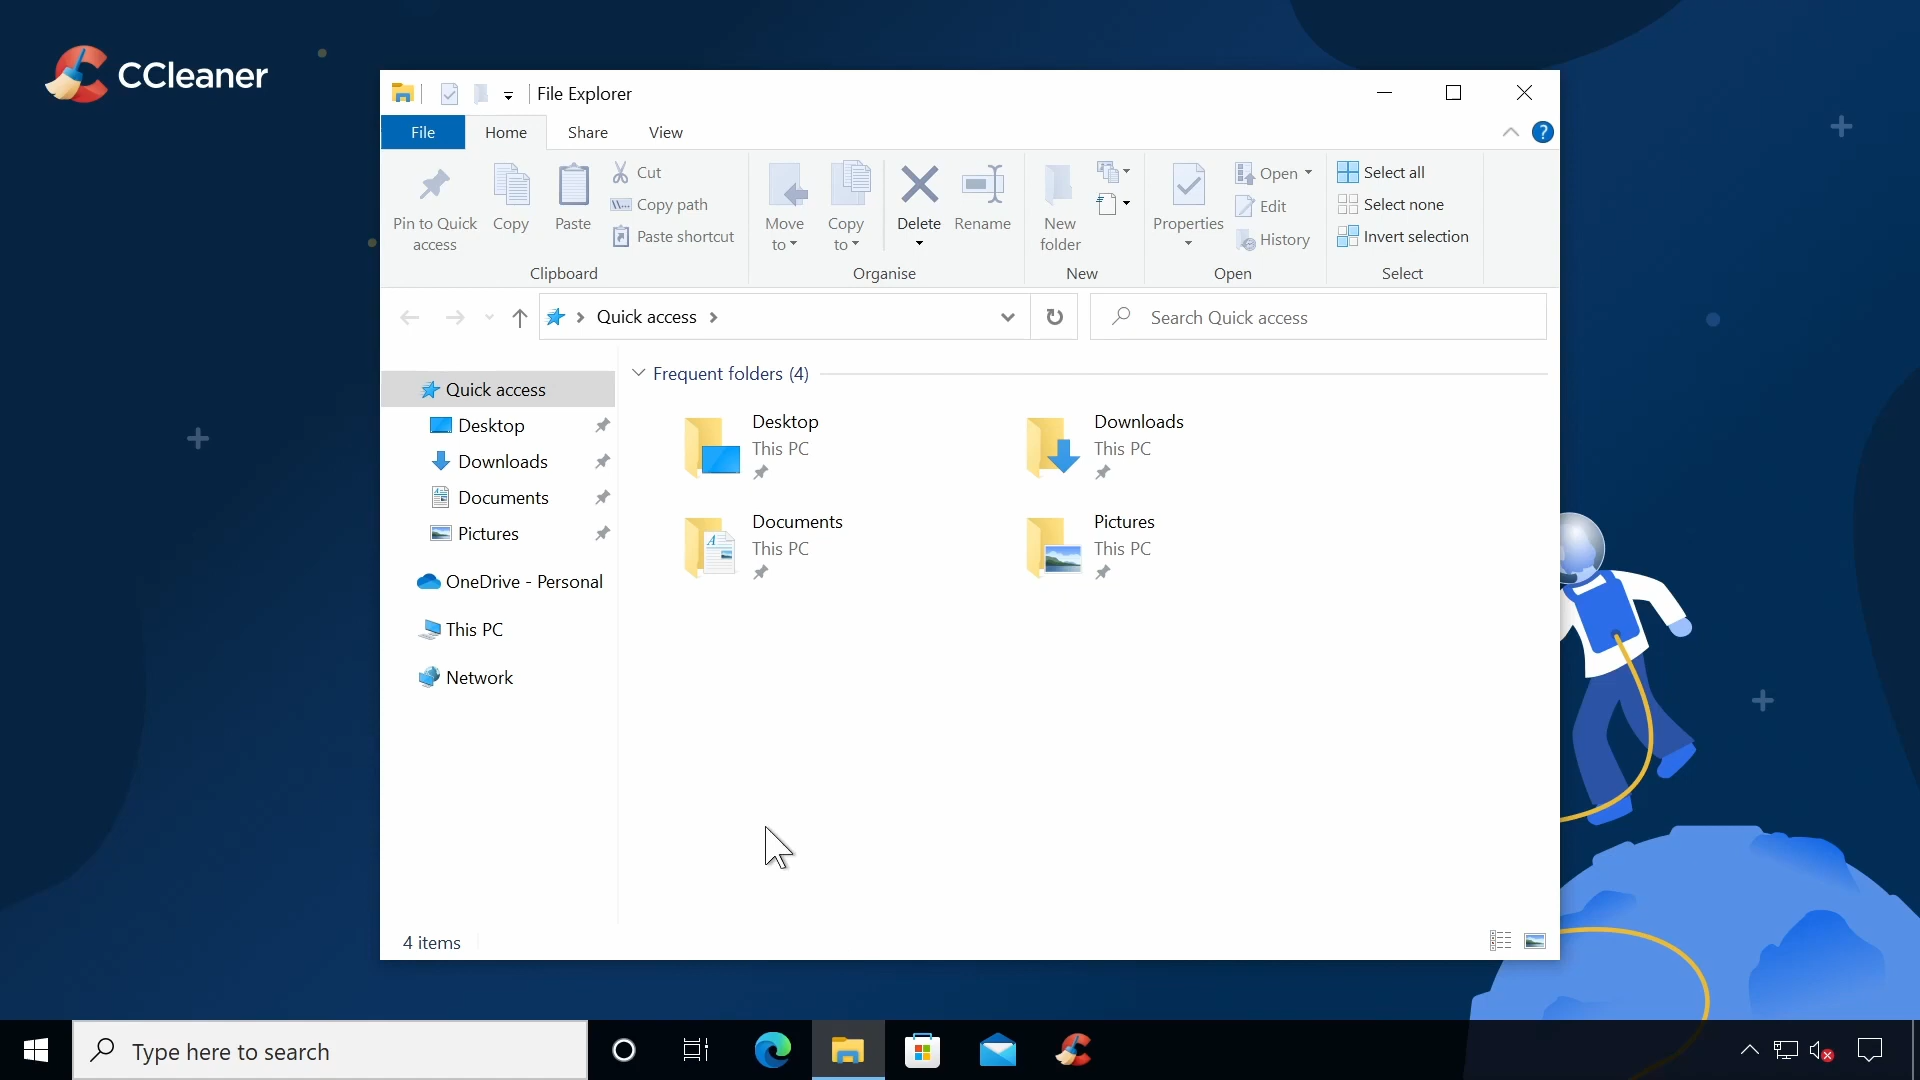 CCleaner
File Explorer
File
Home
Share
View
?
Pin to Quick access
Copy
Paste
Cut
Copy path
Paste shortcut
Clipboard
Move to
Copy to
Delete
Rename
Organise
New folder
New
Properties
Open
Edit
History
Open
Select all
Select none
Invert selection
Select
Quick access
Search Quick access
Quick access
Desktop
Downloads
Documents
Pictures
OneDrive - Personal
This PC
Network
Frequent folders (4)
Desktop
This PC
Downloads
This PC
Documents
This PC
Pictures
This PC
4 items
Type here to search